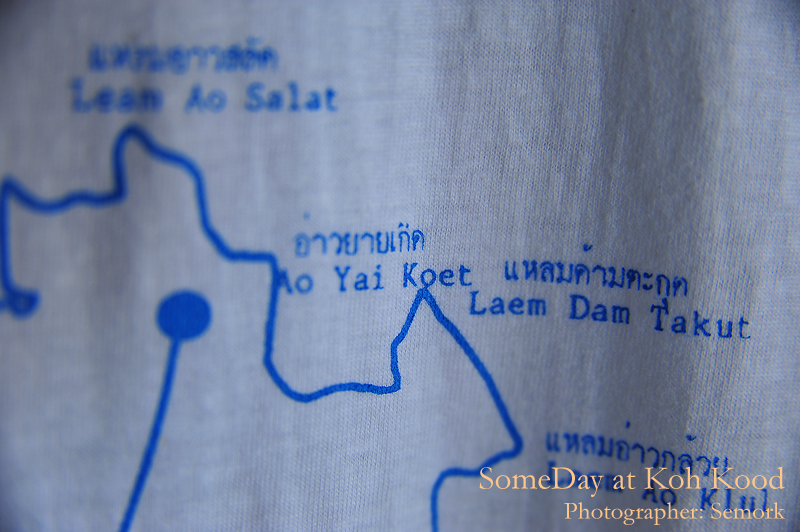 แหลมอ่าวสลัด
Leam Ao Salat
อ่าวยายเกิด
Ao Yai Koet
แหลมด้ามตะกุด
Laem Dam Takut
แหลมอ่าวกล้วย
Ao
SomeDay at Koh Kood
Photographer: Semork